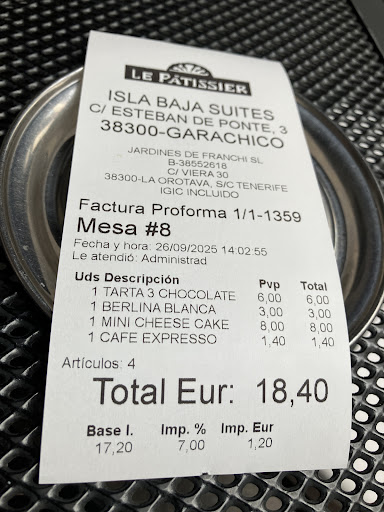 LE PÂTISSIER
ISLA BAJA SUITES
C/ ESTEBAN DE PONTE, 3
38300-GARACHICO
JARDINES DE FRANCHI SL
B-38552618
C/ VIERA 30
38300-LA OROTAVA, S/C TENERIFE
IGIC INCLUIDO
Factura Proforma 1/1-1359
Mesa #8
Fecha y hora: 26/09/2025 14:02:55
Le atendió: Administrad
Uds Descripción Pvp Total
1 TARTA 3 CHOCOLATE 6,00 6,00
1 BERLINA BLANCA 3,00 3,00
1 MINI CHEESE CAKE 8,00 8,00
1 CAFE EXPRESSO 1,40 1,40
Artículos: 4
Total Eur: 18,40
Base I. Imp. % Imp. Eur
17,20 7,00 1,20